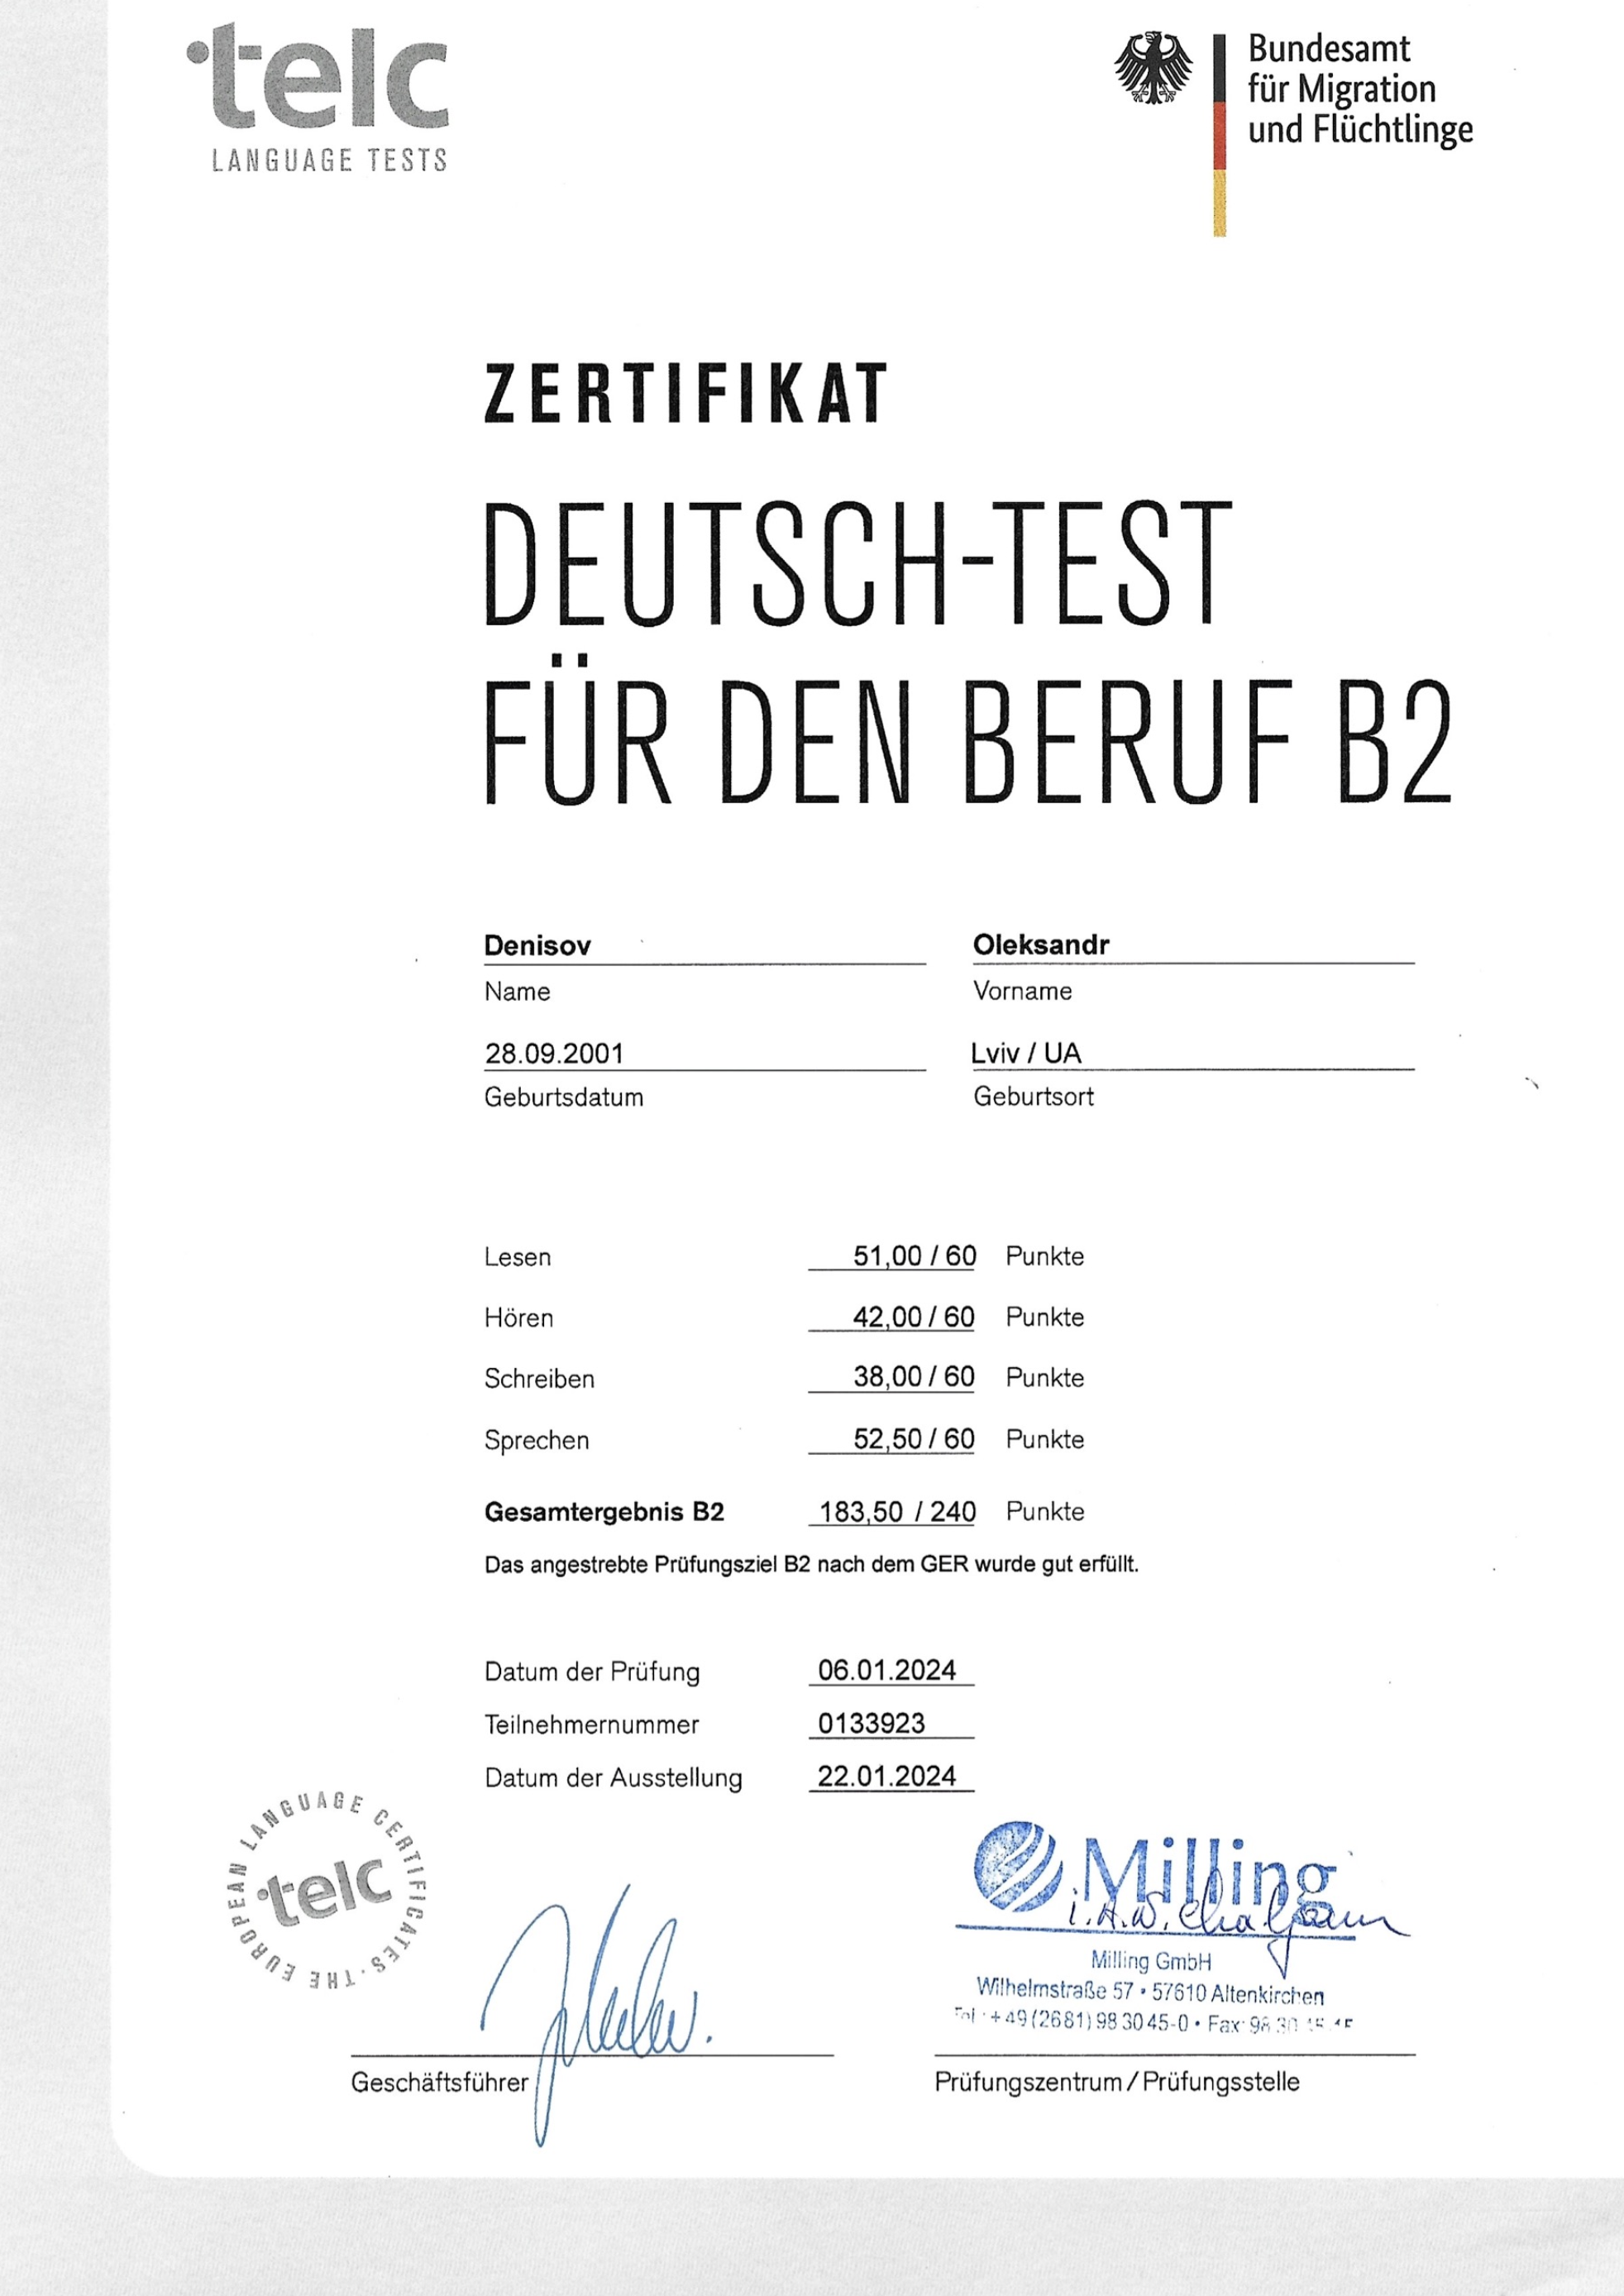 telc
LANGUAGE TESTS
Bundesamt
für Migration
und Flüchtlinge
ZERTIFIKAT
DEUTSCH-TEST
FÜR DEN BERUF B2
Denisov
Oleksandr
Name
Vorname
28.09.2001
Lviv / UA
Geburtsdatum
Geburtsort
Lesen 51,00 / 60 Punkte
Hören 42,00 / 60 Punkte
Schreiben 38,00 / 60 Punkte
Sprechen 52,50 / 60 Punkte
Gesamtergebnis B2 183,50 / 240 Punkte
Das angestrebte Prüfungsziel B2 nach dem GER wurde gut erfüllt.
Datum der Prüfung 06.01.2024
Teilnehmernummer 0133923
Datum der Ausstellung 22.01.2024
THE EUROPEAN LANGUAGE CERTIFICATES
telc
Milling
i.A.
Milling GmbH
Wilhelmstraße 57 • 57610 Altenkirchen
Tel.: +49 (2681) 98 30 45-0 • Fax: 98 30
Geschäftsführer
Prüfungszentrum / Prüfungsstelle